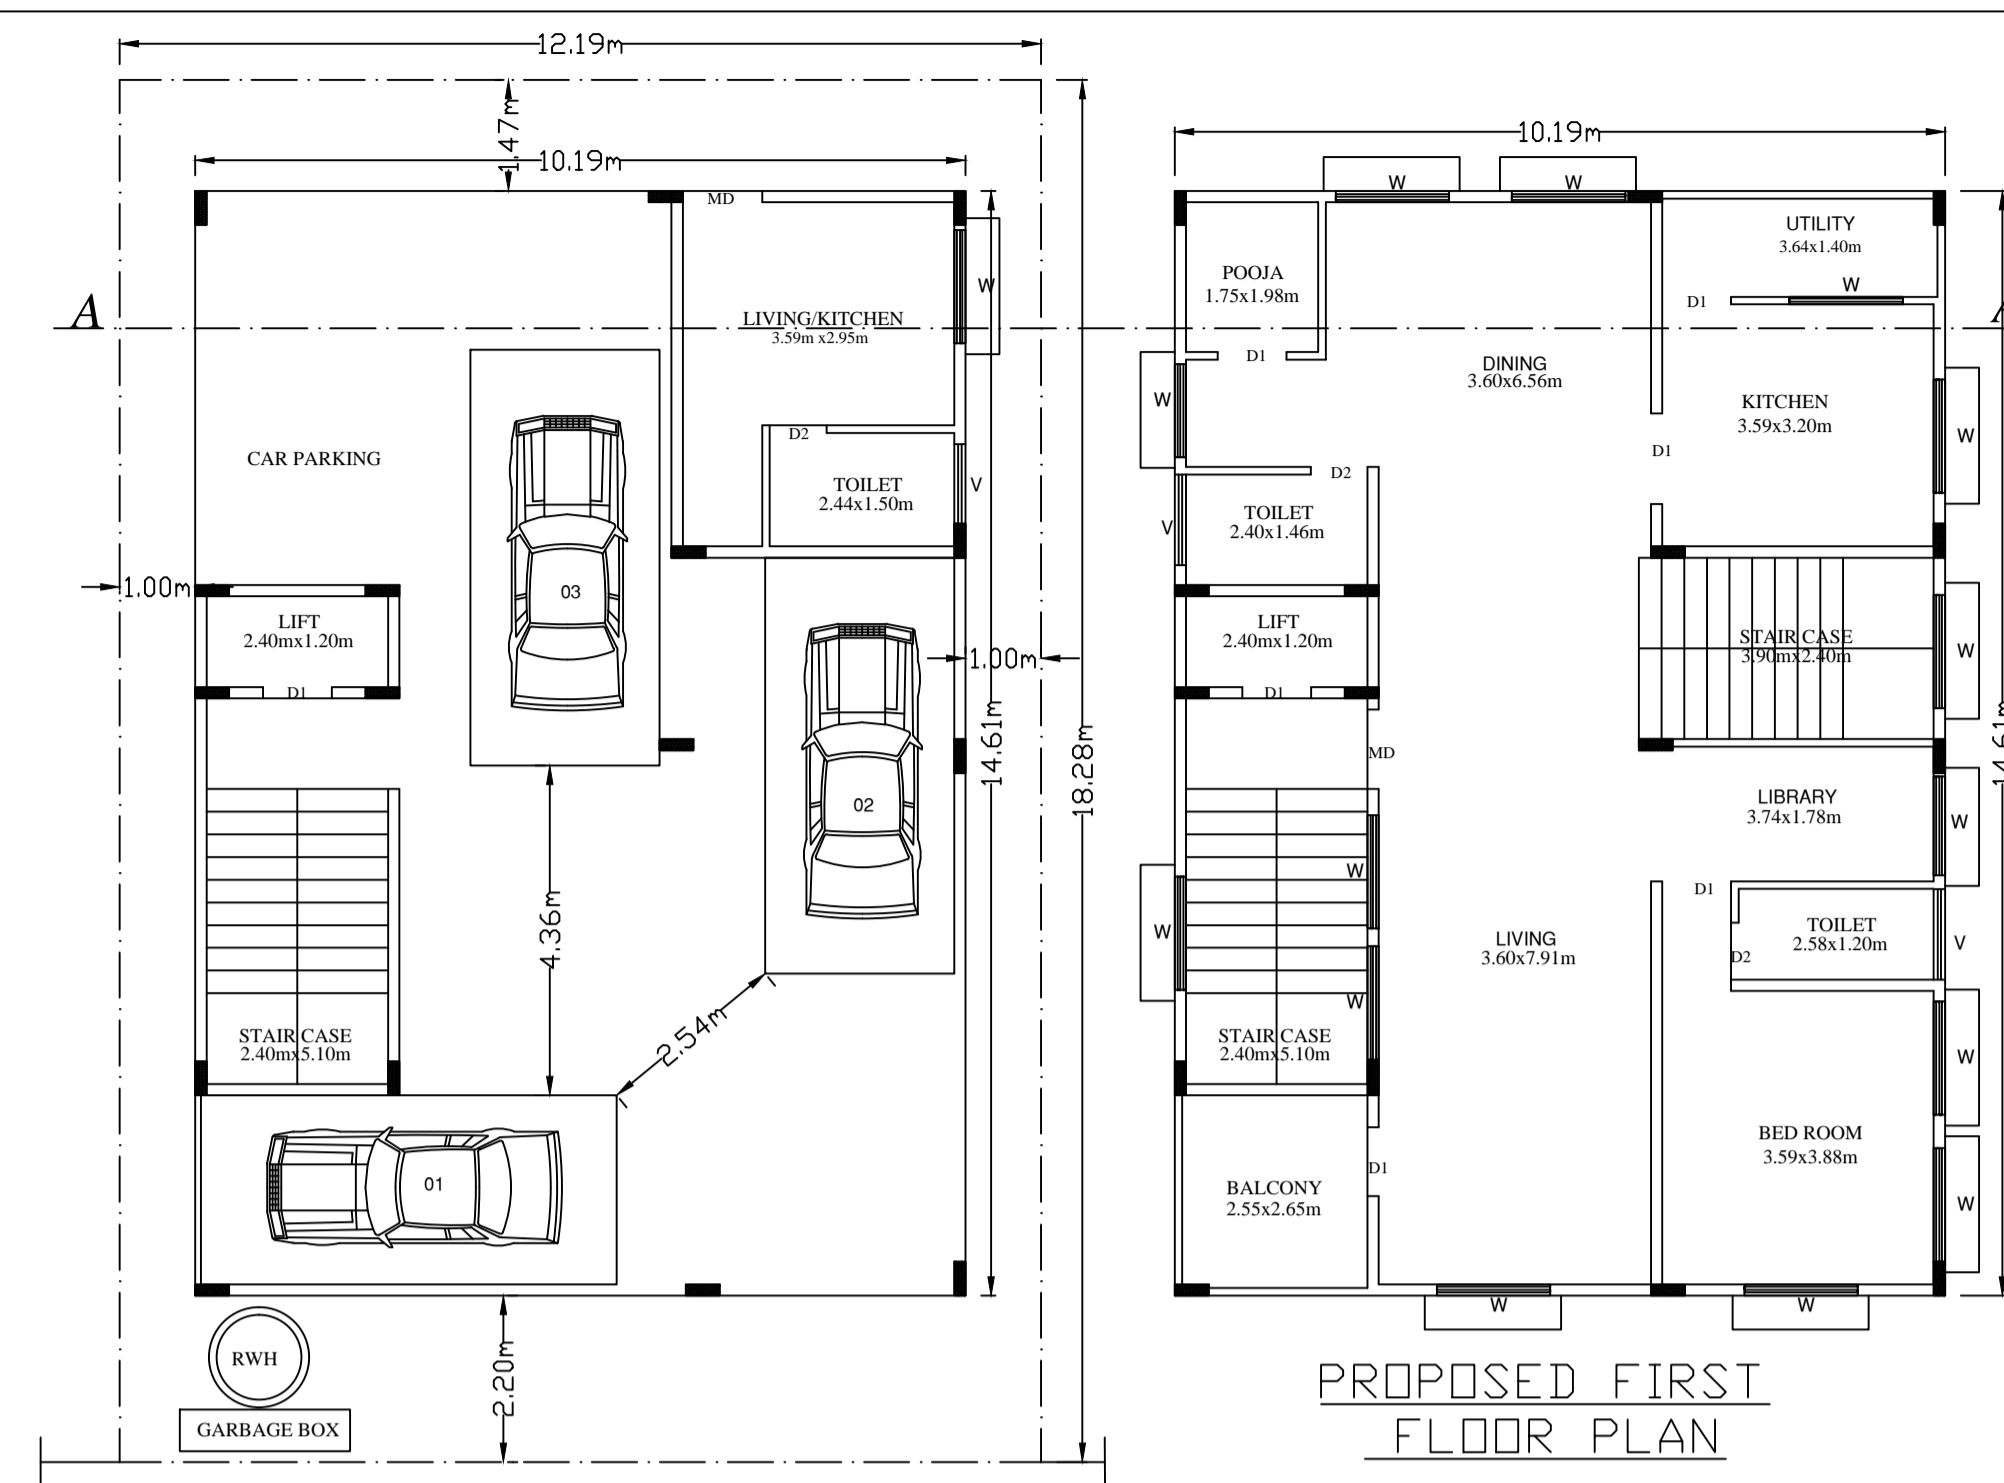 12.19m
1.47m
10.19m
MD
W
A
LIVING/KITCHEN
3.59m x2.95m
D2
CAR PARKING
TOILET
2.44x1.50m
V
1.00m
LIFT
2.40mx1.20m
D1
03
1.00m
14.61m
18.28m
02
4.36m
2.54m
STAIR CASE
2.40mx5.10m
01
RWH
GARBAGE BOX
2.20m
10.19m
W
W
UTILITY
3.64x1.40m
W
D1
POOJA
1.75x1.98m
D1
DINING
3.60x6.56m
W
KITCHEN
3.59x3.20m
W
D1
D2
TOILET
2.40x1.46m
V
LIFT
2.40mx1.20m
D1
STAIR CASE
3.90mx2.40m
W
MD
14.61m
LIBRARY
3.74x1.78m
W
D1
W
W
W
STAIR CASE
2.40mx5.10m
LIVING
3.60x7.91m
TOILET
2.58x1.20m
V
D2
W
BED ROOM
3.59x3.88m
W
D1
BALCONY
2.55x2.65m
W
W
PROPOSED FIRST
FLOOR PLAN